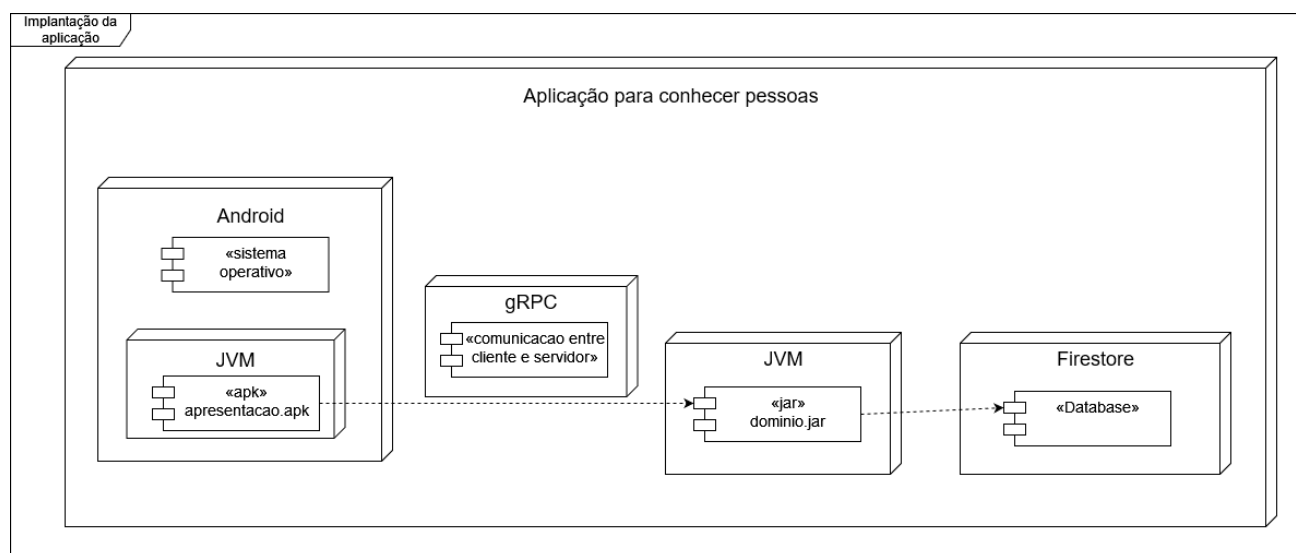 Implantação da
aplicação
Aplicação para conhecer pessoas
Android
«sistema
operativo»
JVM
«apk»
apresentacao.apk
gRPC
«comunicacao entre
cliente e servidor»
JVM
«jar»
dominio.jar
Firestore
«Database»